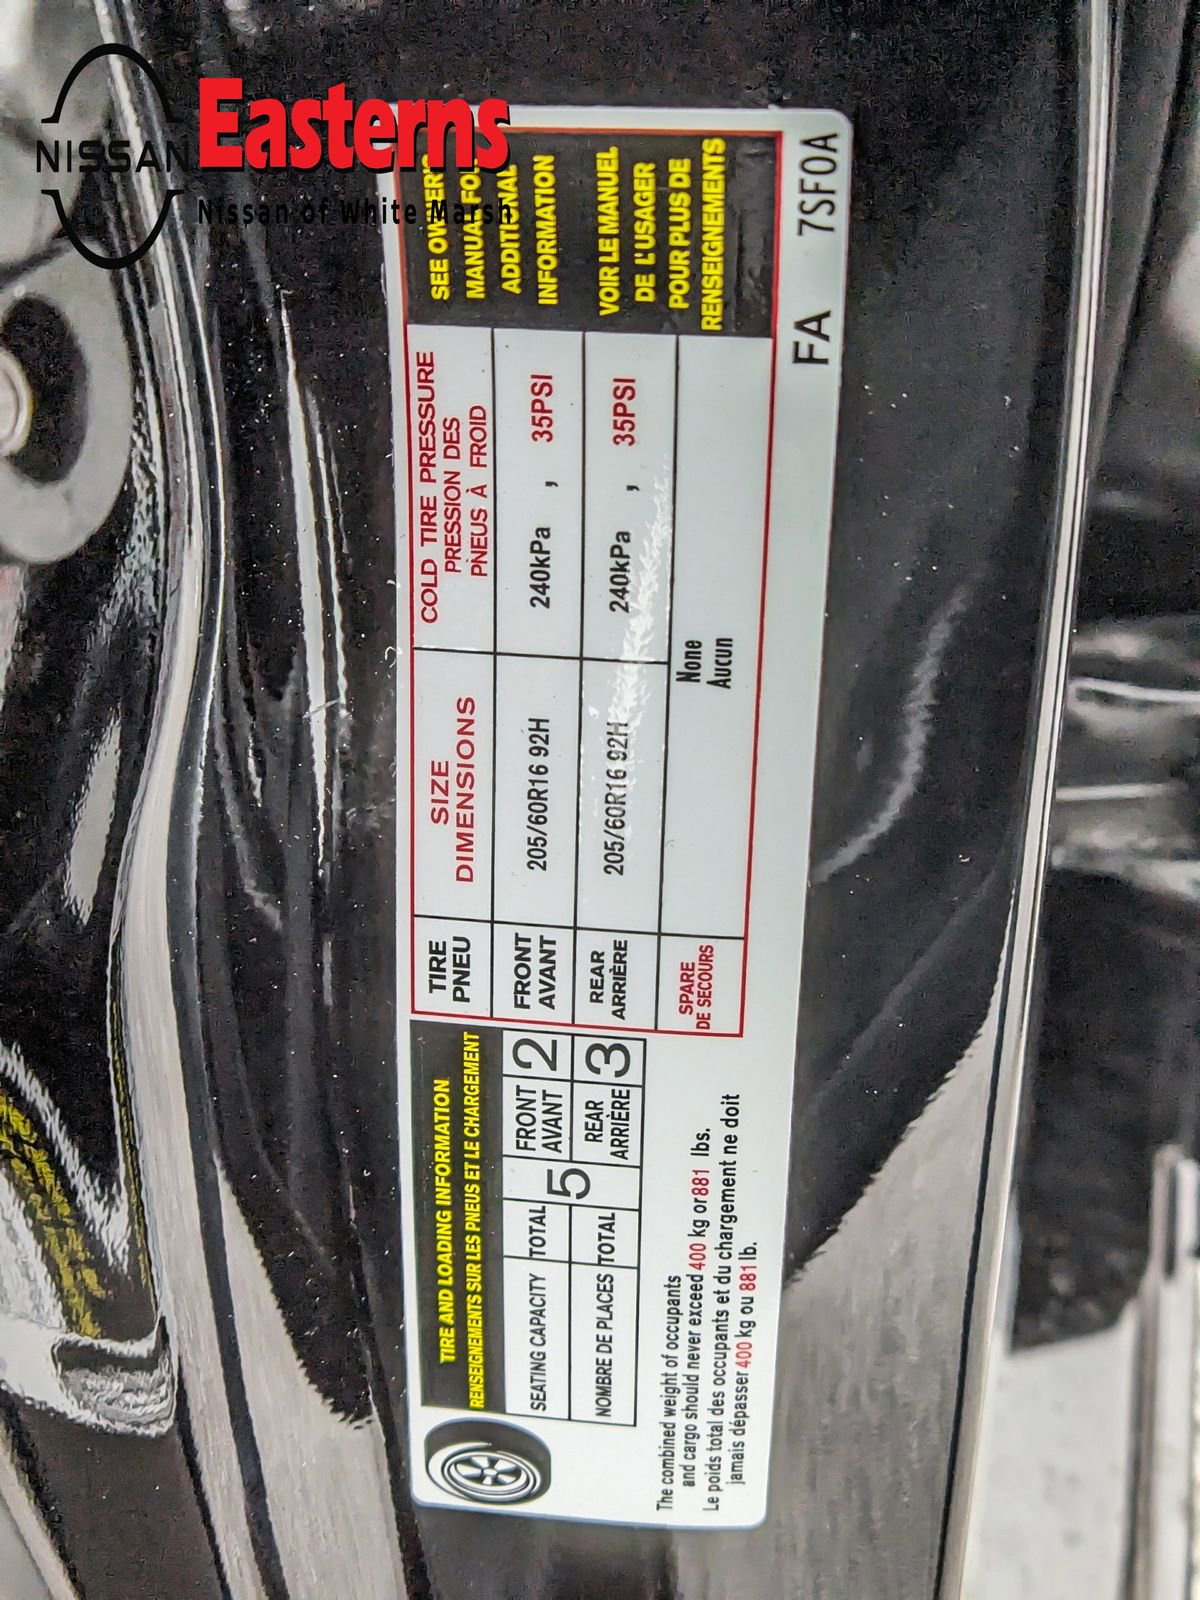 NISSAN
Easterns
Nissan of White Marsh
TIRE AND LOADING INFORMATION
RENSEIGNEMENTS SUR LES PNEUS ET LE CHARGEMENT
SEATING CAPACITY
NOMBRE DE PLACES
TOTAL
TOTAL
5
FRONT
AVANT
2
REAR
ARRIÈRE
3
The combined weight of occupants
and cargo should never exceed 400 kg or 881 lbs.
Le poids total des occupants et du chargement ne doit
jamais dépasser 400 kg ou 881 lb.
TIRE
PNEU
SIZE
DIMENSIONS
COLD TIRE PRESSURE
PRESSION DES
PNEUS À FROID
FRONT
AVANT
205/60R16 92H
240kPa , 35PSI
REAR
ARRIÈRE
205/60R16 92H
240kPa , 35PSI
SPARE
DE SECOURS
None
Aucun
SEE OWNER'S
MANUAL FOR
ADDITIONAL
INFORMATION
VOIR LE MANUEL
DE L'USAGER
POUR PLUS DE
RENSEIGNEMENTS
FA 7SF0A